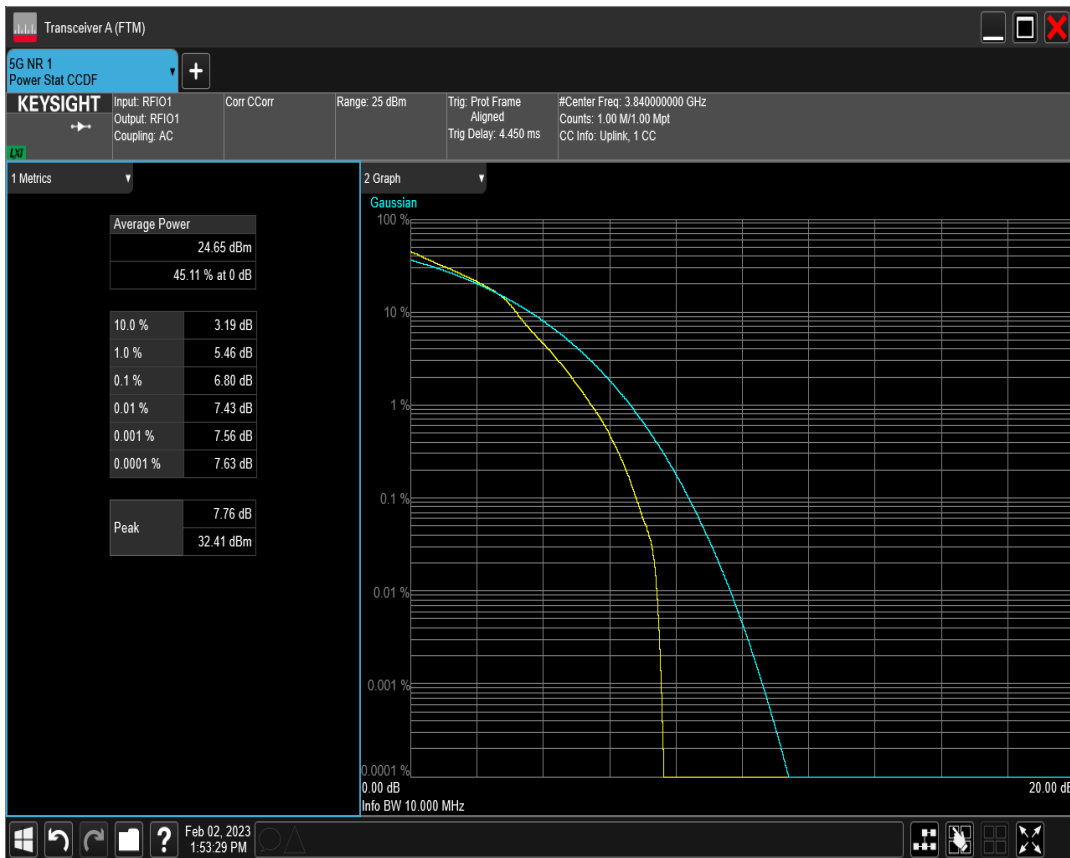 Transceiver A (FTM)
5G NR 1
Power Stat CCDF
+
KEYSIGHT
LXI
Input: RFIO1
Output: RFIO1
Coupling: AC
Corr CCorr
Range: 25 dBm
Trig: Prot Frame
Aligned
Trig Delay: 4.450 ms
#Center Freq: 3.840000000 GHz
Counts: 1.00 M/1.00 Mpt
CC Info: Uplink, 1 CC
1 Metrics
Average Power
24.65 dBm
45.11 % at 0 dB
10.0 % 3.19 dB
1.0 % 5.46 dB
0.1 % 6.80 dB
0.01 % 7.43 dB
0.001 % 7.56 dB
0.0001 % 7.63 dB
Peak
7.76 dB
32.41 dBm
2 Graph
Gaussian
100 %
10 %
1 %
0.1 %
0.01 %
0.001 %
0.0001 %
0.00 dB 20.00 dB
Info BW 10.000 MHz
?
Feb 02, 2023
1:53:29 PM